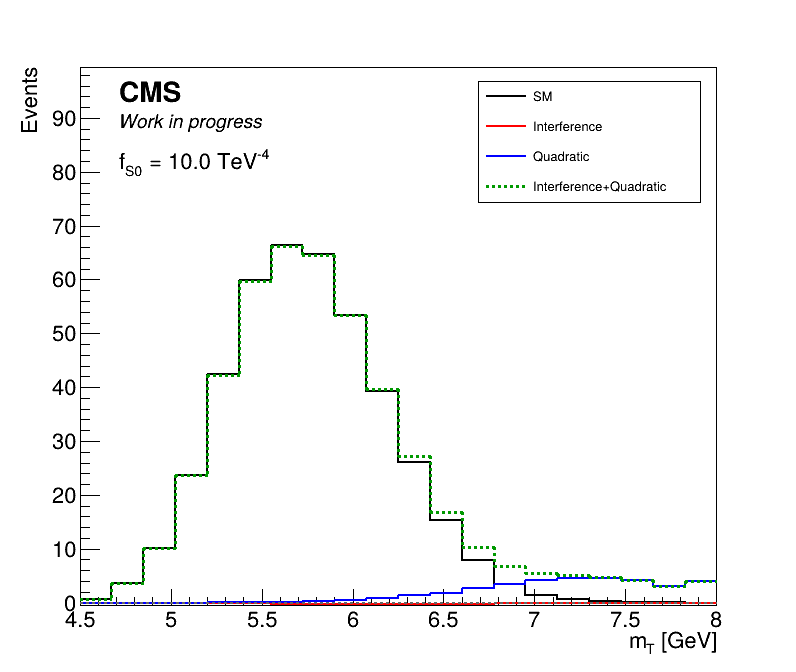 Events
CMS
Work in progress
f_S0 = 10.0 TeV^-4
SM
Interference
Quadratic
Interference+Quadratic
90
80
70
60
50
40
30
20
10
0
4.5 5 5.5 6 6.5 7 7.5 8
m_T [GeV]